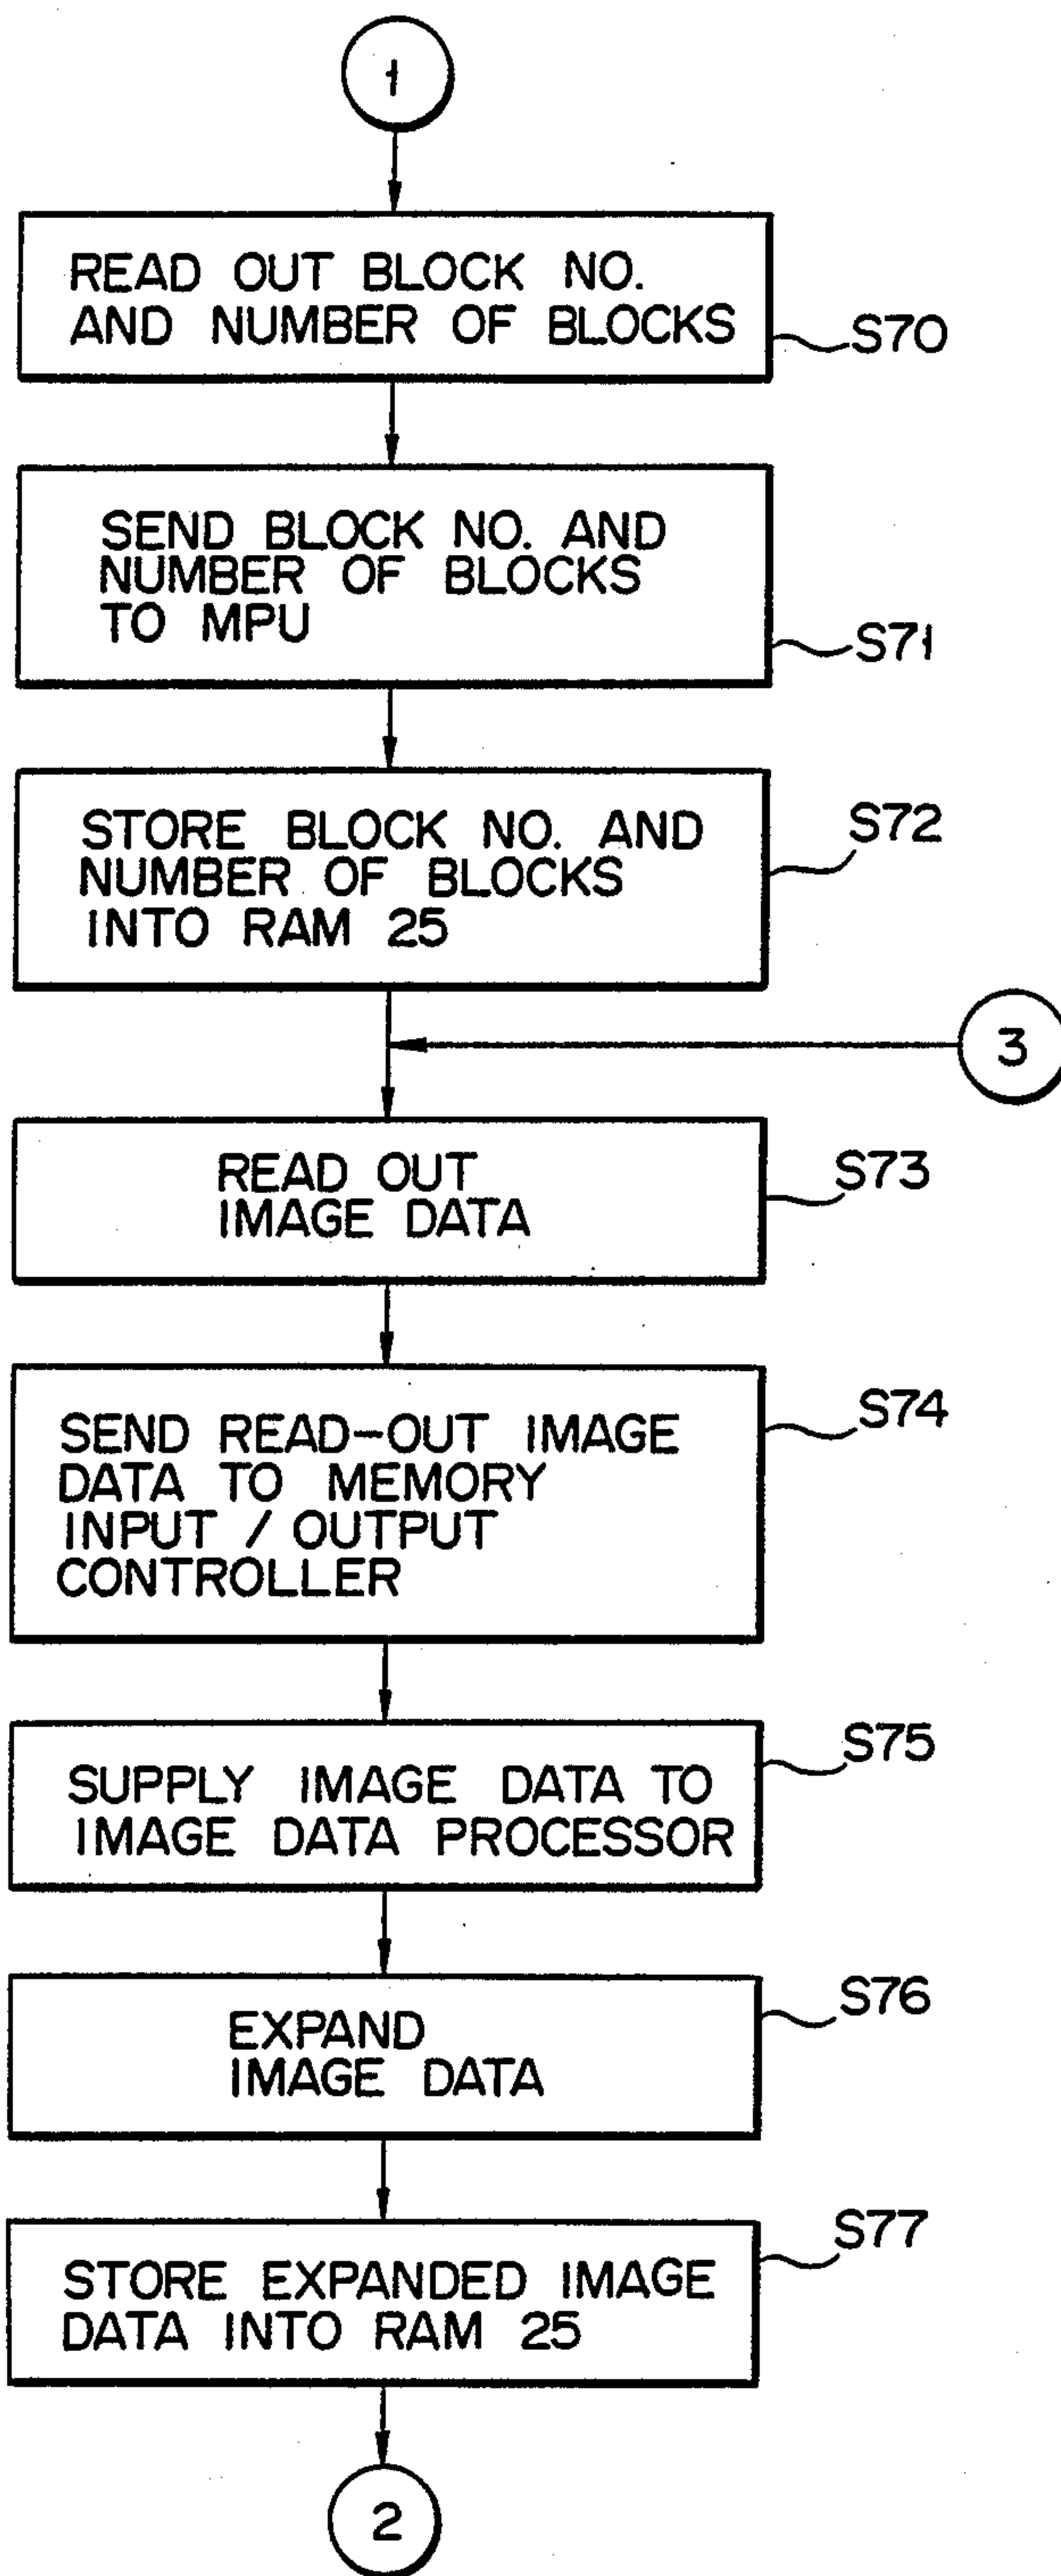 1
READ OUT BLOCK NO.
AND NUMBER OF BLOCKS
S70
SEND BLOCK NO. AND
NUMBER OF BLOCKS
TO MPU
S71
STORE BLOCK NO. AND
NUMBER OF BLOCKS
INTO RAM 25
S72
3
READ OUT
IMAGE DATA
S73
SEND READ-OUT IMAGE
DATA TO MEMORY
INPUT / OUTPUT
CONTROLLER
S74
SUPPLY IMAGE DATA TO
IMAGE DATA PROCESSOR
S75
EXPAND
IMAGE DATA
S76
STORE EXPANDED IMAGE
DATA INTO RAM 25
S77
2